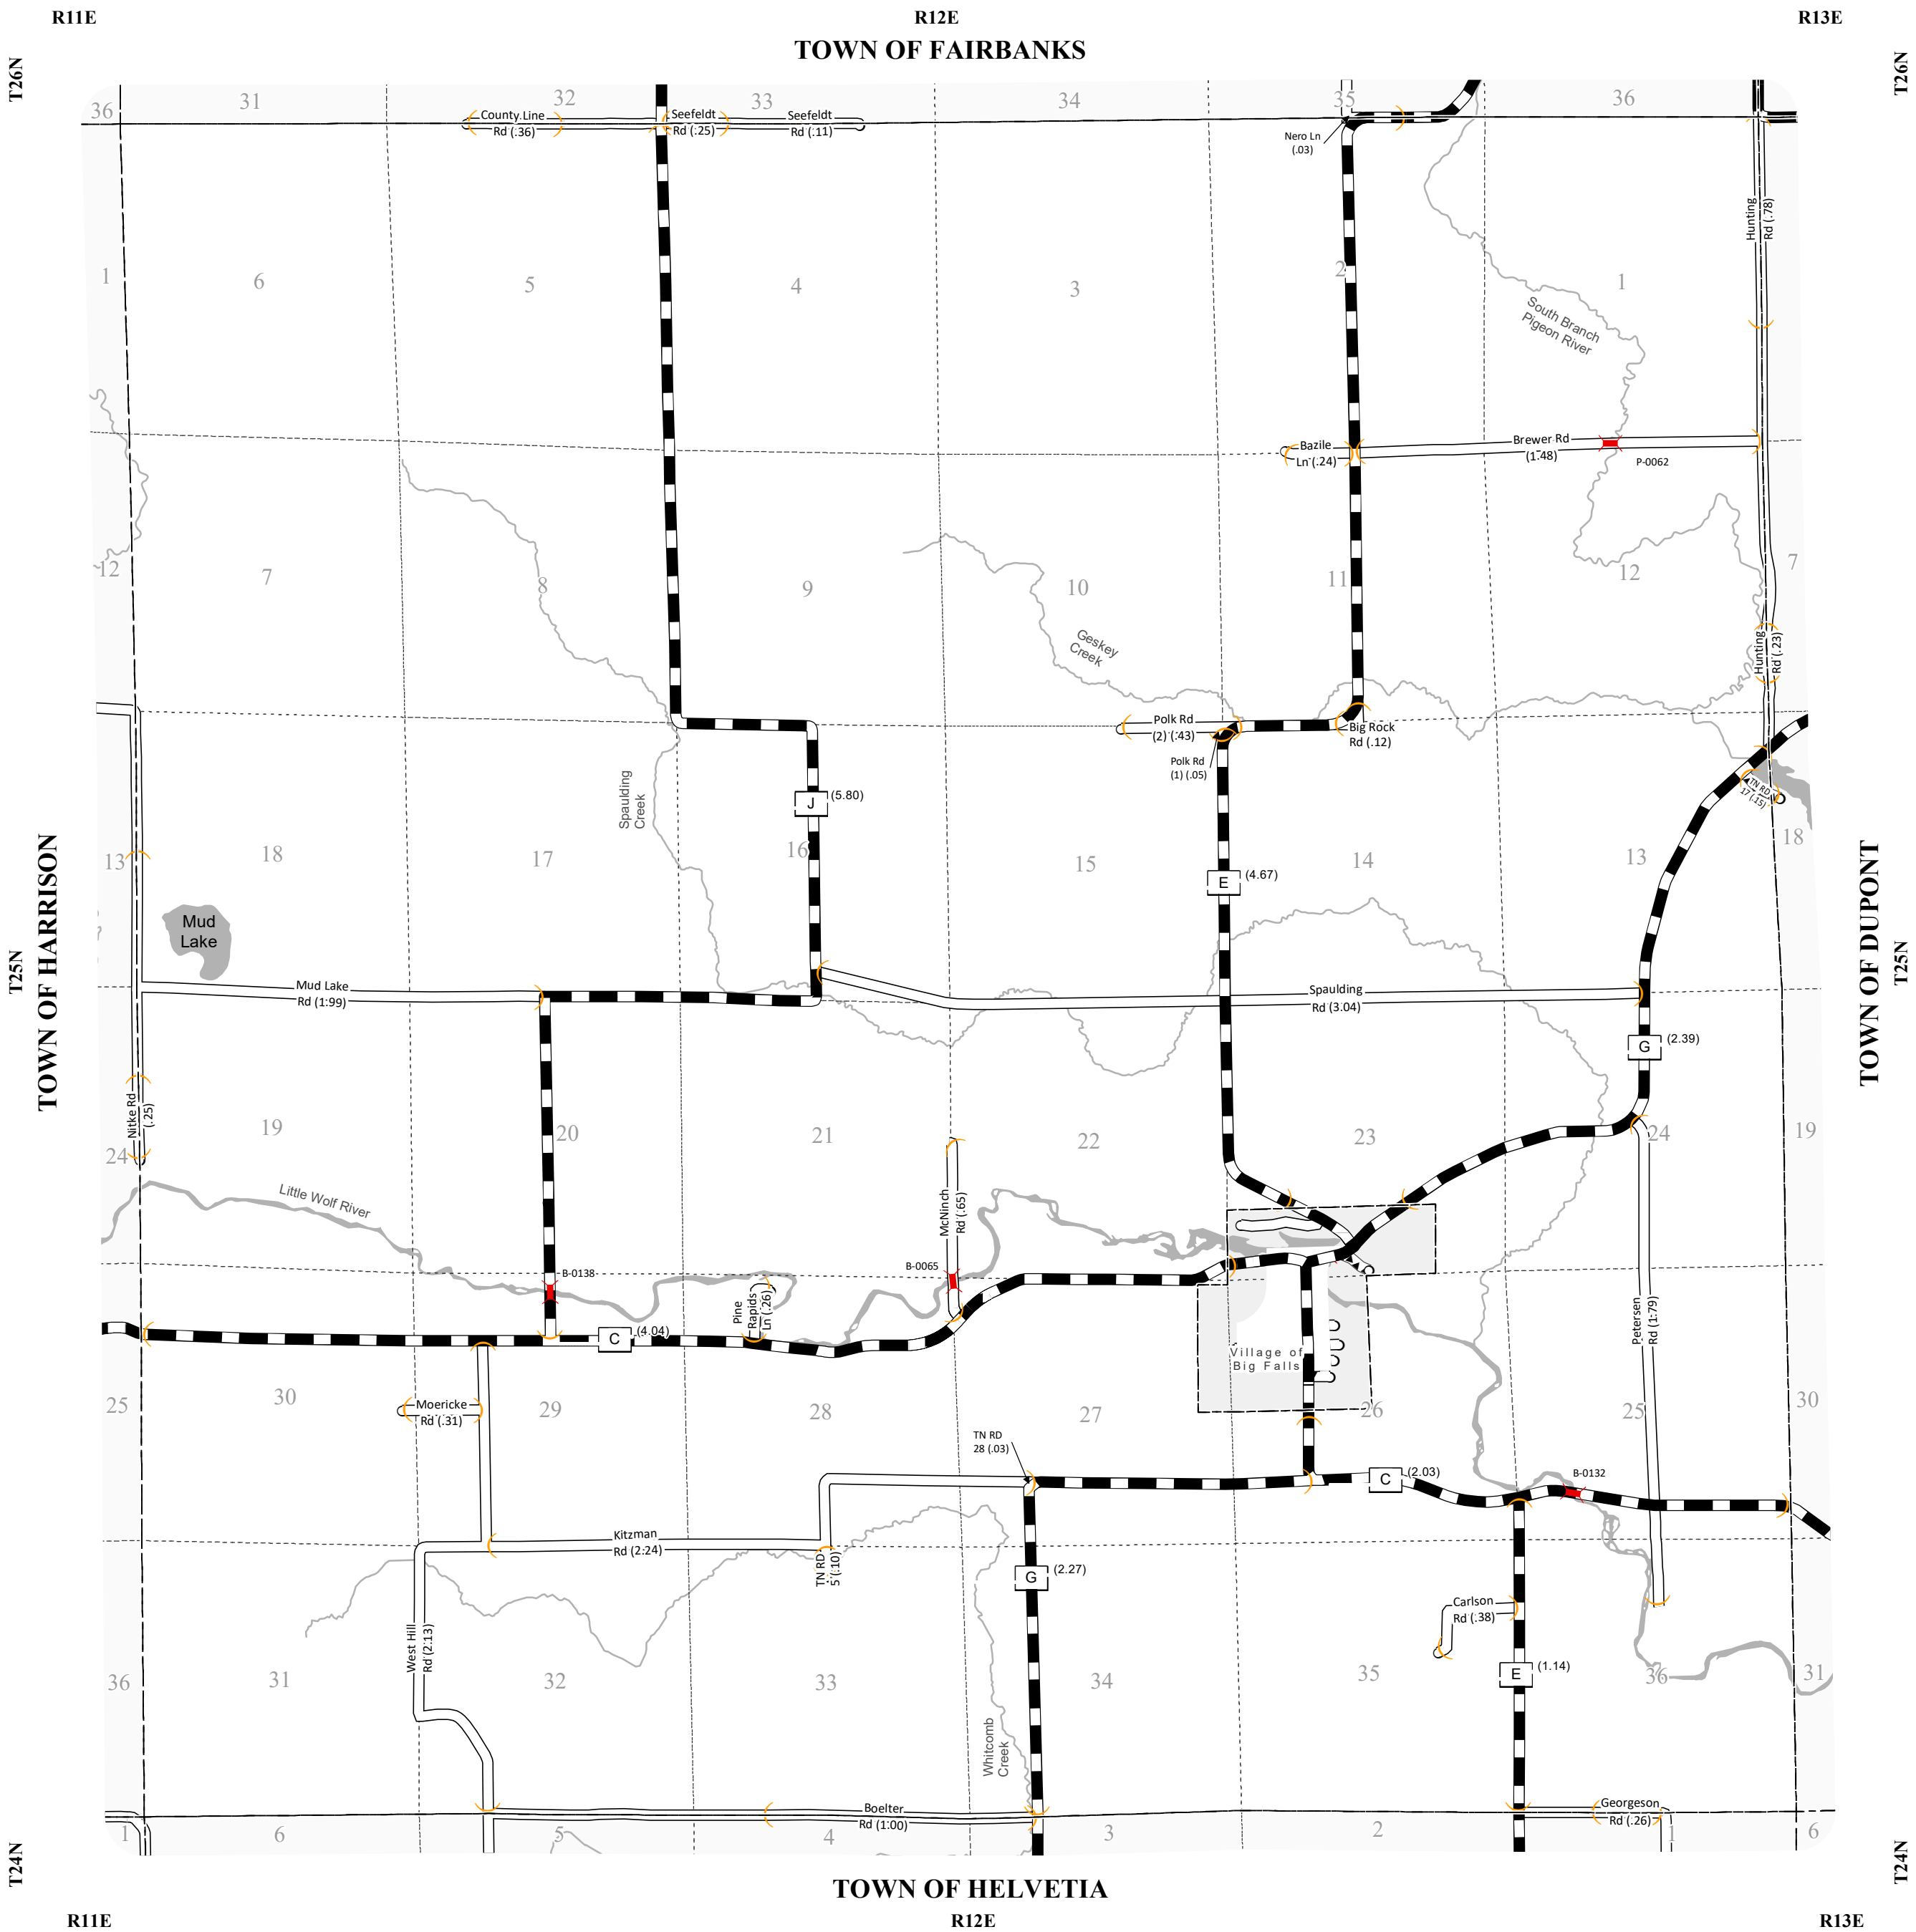 R11E
R12E
R13E
TOWN OF FAIRBANKS
T26N
T26N
36
31
32
33
34
35
36
County Line
Rd (.36)
Seefeldt
Rd (.25)
Seefeldt
Rd (.11)
Nero Ln
(.03)
Hunting
Rd (.78)
1
6
5
4
3
2
1
South Branch
Pigeon River
Bazile
Ln (.24)
Brewer Rd
(1.48)
P-0062
12
7
8
9
10
11
12
7
Geskey
Creek
Hunting
Rd (.23)
Polk Rd
(2) (.43)
Big Rock
Rd (.12)
Polk Rd
(1) (.05)
TN RD
17 (.15)
Spaulding
Creek
J
(5.80)
E
(4.67)
13
18
17
16
15
14
13
18
TOWN OF HARRISON
TOWN OF DUPONT
Mud
Lake
T25N
T25N
Mud Lake
Rd (1.99)
Spaulding
Rd (3.04)
G
(2.39)
Nitke Rd
(.25)
24
19
20
21
22
23
24
19
Little Wolf River
McNinch
Rd (.65)
B-0138
B-0065
Pine
Rapids
Ln (.26)
C
(4.04)
Petersen
Rd (1.79)
Village of
Big Falls
25
30
29
28
27
26
25
30
Moericke
Rd (.31)
TN RD
28 (.03)
C
(2.03)
B-0132
Kitzman
Rd (2.24)
TN RD
5 (.10)
G
(2.27)
Carlson
Rd (.38)
West Hill
Rd (2.13)
E
(1.14)
36
31
32
33
34
35
36
31
Whitcomb
Creek
Boelter
Rd (1.00)
Georgeson
Rd (.26)
1
6
5
4
3
2
1
6
T24N
T24N
TOWN OF HELVETIA
R11E
R12E
R13E